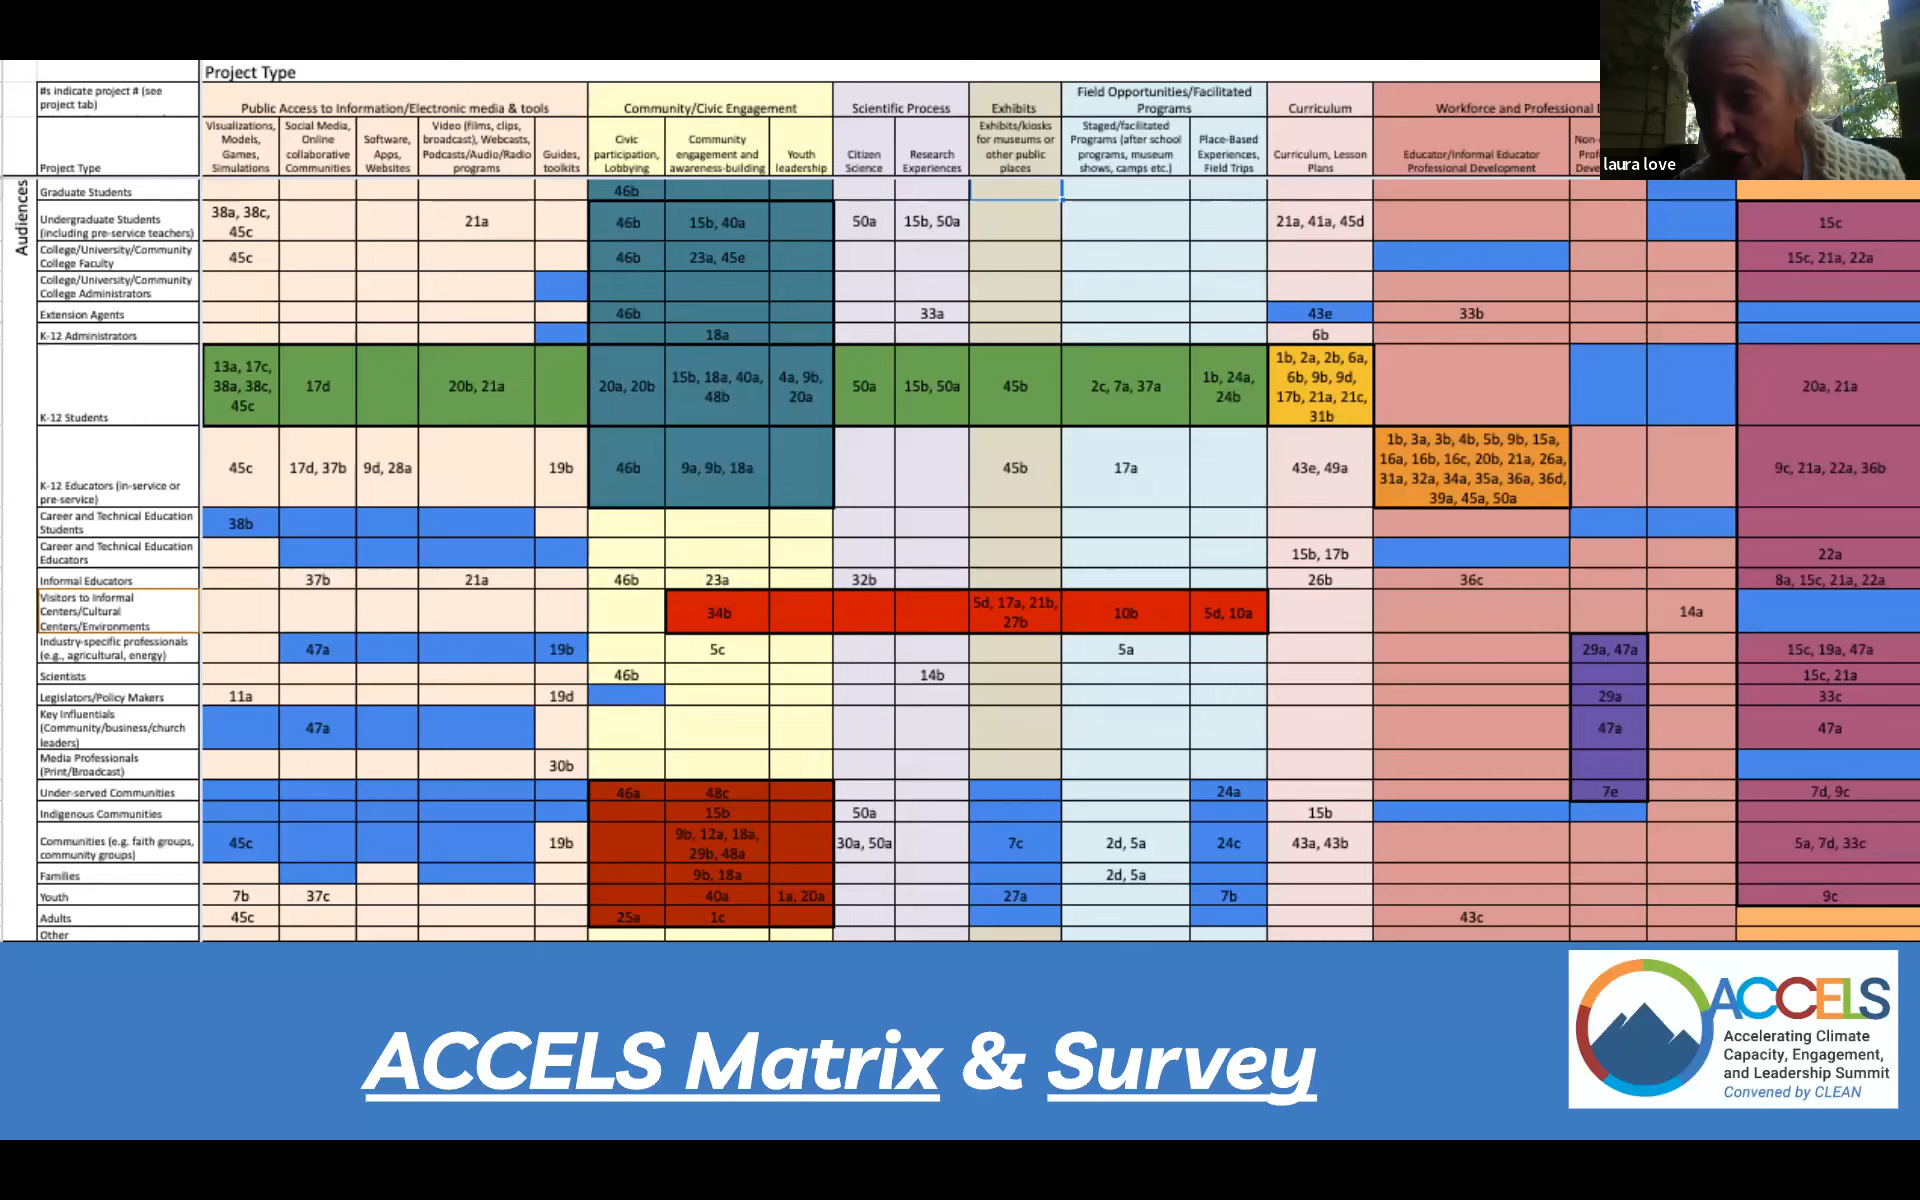 Project Type
#s indicate project # (see
project tab)
Public Access to Information/Electronic media & tools
Community/Civic Engagement
Scientific Process
Exhibits
Field Opportunities/Facilitated
Programs
Curriculum
Workforce and Professional
Project Type
Visualizations,
Models,
Games,
Simulations
Social Media,
Online
collaborative
Communities
Software,
Apps,
Websites
Video (films, clips,
broadcast), Webcasts,
Podcasts/Audio/Radio
programs
Guides,
toolkits
Civic
participation,
Lobbying
Community
engagement and
awareness-building
Youth
leadership
Citizen
Science
Research
Experiences
Exhibits/kiosks
for museums or
other public
places
Staged/facilitated
Programs (after school
programs, museum
shows, camps etc.)
Place-Based
Experiences,
Field Trips
Curriculum, Lesson
Plans
Educator/Informal Educator
Professional Development
laura love
Audiences
Graduate Students
46b
Undergraduate Students
(including pre-service teachers)
38a, 38c,
45c
21a
46b
15b, 40a
50a
15b, 50a
21a, 41a, 45d
15c
College/University/Community
College Faculty
45c
46b
23a, 45e
15c, 21a, 22a
College/University/Community
College Administrators
Extension Agents
46b
33a
43e
33b
K-12 Administrators
18a
6b
K-12 Students
13a, 17c,
38a, 38c,
45c
17d
20b, 21a
20a, 20b
15b, 18a, 40a,
48b
4a, 9b,
20a
50a
15b, 50a
45b
2c, 7a, 37a
1b, 24a,
24b
1b, 2a, 2b, 6a,
6b, 9b, 9d,
17b, 21a, 21c,
31b
20a, 21a
K-12 Educators (in-service or
pre-service)
45c
17d, 37b
9d, 28a
19b
46b
9a, 9b, 18a
45b
17a
43e, 49a
1b, 3a, 3b, 4b, 5b, 9b, 15a,
16a, 16b, 16c, 20b, 21a, 26a,
31a, 32a, 34a, 35a, 36a, 36d,
39a, 45a, 50a
9c, 21a, 22a, 36b
Career and Technical Education
Students
38b
Career and Technical Education
Educators
15b, 17b
22a
Informal Educators
37b
21a
46b
23a
32b
26b
36c
8a, 15c, 21a, 22a
Visitors to Informal
Centers/Cultural
Centers/Environments
34b
5d, 17a, 21b,
27b
10b
5d, 10a
14a
Industry-specific professionals
(e.g., agricultural, energy)
47a
19b
5c
5a
29a, 47a
15c, 19a, 47a
Scientists
46b
14b
15c, 21a
Legislators/Policy Makers
11a
19d
29a
33c
Key Influentials
(Community/business/church
leaders)
47a
47a
47a
Media Professionals
(Print/Broadcast)
30b
Under-served Communities
46a
48c
24a
7e
7d, 9c
Indigenous Communities
15b
50a
15b
Communities (e.g. faith groups,
community groups)
45c
19b
9b, 12a, 18a,
29b, 48a
30a, 50a
7c
2d, 5a
24c
43a, 43b
5a, 7d, 33c
Families
9b, 18a
2d, 5a
Youth
7b
37c
40a
1a, 20a
27a
7b
9c
Adults
45c
25a
1c
43c
Other
ACCELS Matrix & Survey
ACCELS
Accelerating Climate
Capacity, Engagement,
and Leadership Summit
Convened by CLEAN